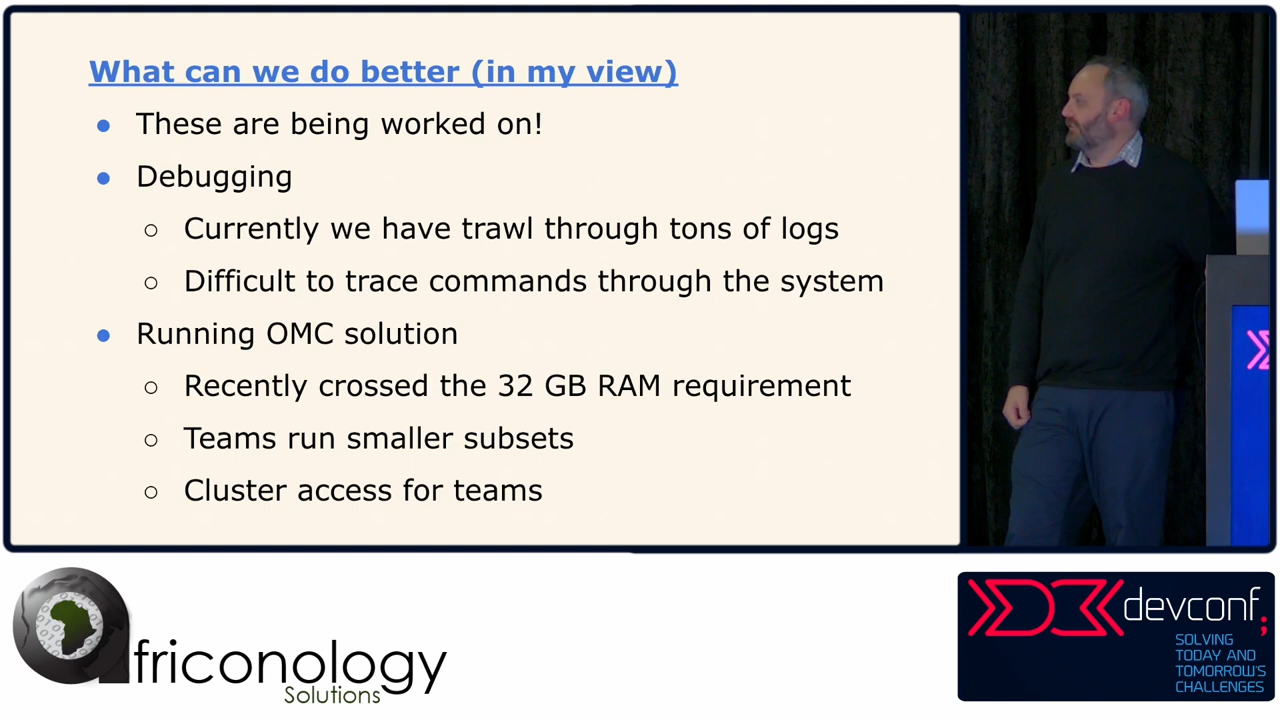 What can we do better (in my view)
These are being worked on!
Debugging
Currently we have trawl through tons of logs
Difficult to trace commands through the system
Running OMC solution
Recently crossed the 32 GB RAM requirement
Teams run smaller subsets
Cluster access for teams
africonology
Solutions
devconf;
SOLVING
TODAY AND
TOMORROW'S
CHALLENGES